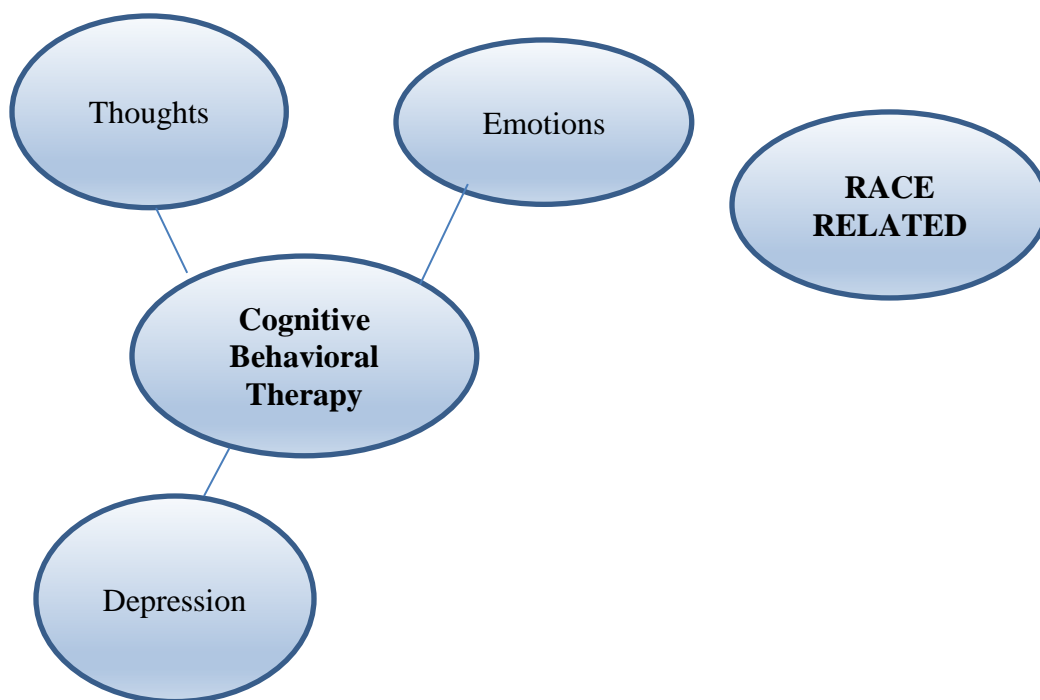 Thoughts
Emotions
RACE
RELATED
Cognitive
Behavioral
Therapy
Depression